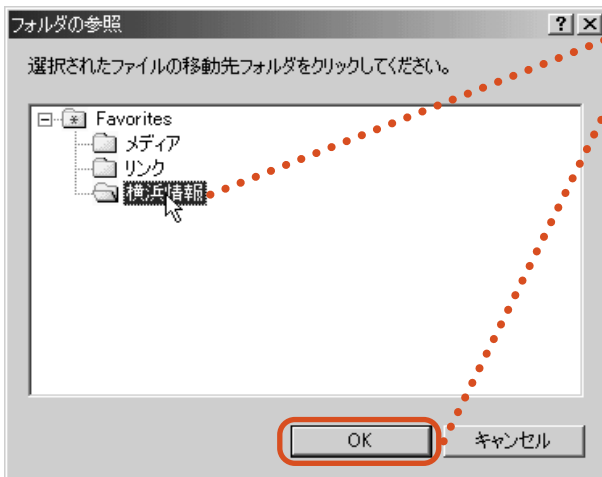 フォルダの参照
選択されたファイルの移動先フォルダをクリックしてください。
Favorites
メディア
リンク
横浜情報
OK
キャンセル